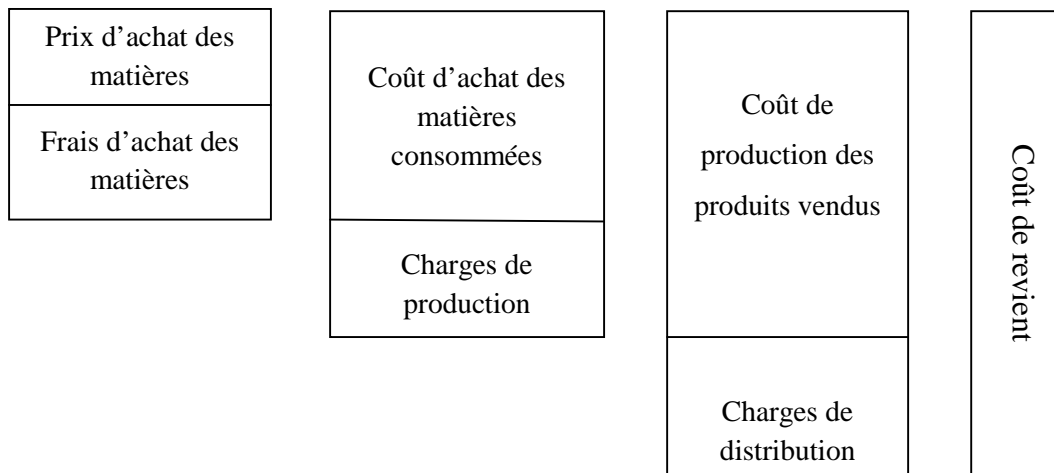 Prix d’achat des
matières
Frais d’achat des
matières
Coût d’achat des
matières
consommées
Charges de
production
Coût de
production des
produits vendus
Charges de
distribution
Coût de revient